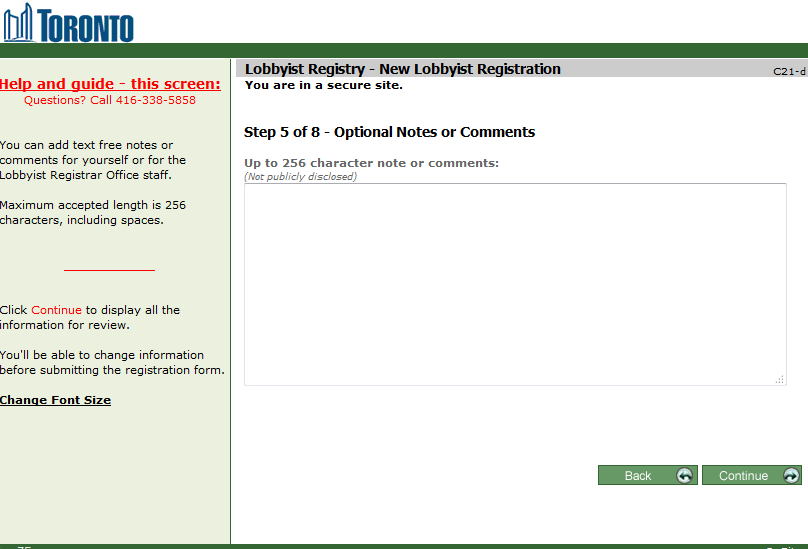 TORONTO
Help and guide - this screen:
Questions? Call 416-338-5858
You can add text free notes or
comments for yourself or for the
Lobbyist Registrar Office staff.
Maximum accepted length is 256
characters, including spaces.
Click Continue to display all the
information for review.
You'll be able to change information
before submitting the registration form.
Change Font Size
Lobbyist Registry - New Lobbyist Registration
C21-d
You are in a secure site.
Step 5 of 8 - Optional Notes or Comments
Up to 256 character note or comments:
(Not publicly disclosed)
Back
Continue